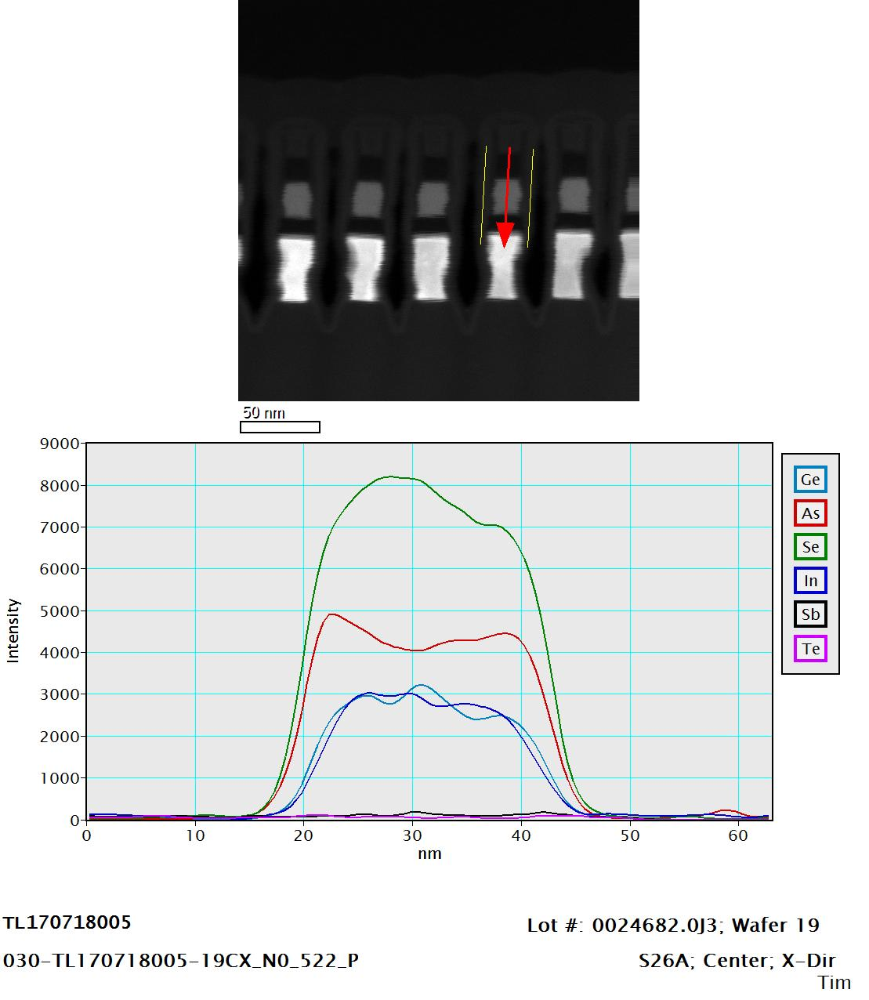 50 nm
9000
8000
7000
6000
5000
4000
3000
2000
1000
0
Intensity
0 10 20 30 40 50 60
nm
Ge
As
Se
In
Sb
Te
TL170718005
Lot #: 0024682.0J3; Wafer 19
030-TL170718005-19CX_N0_522_P
S26A; Center; X-Dir
Tim